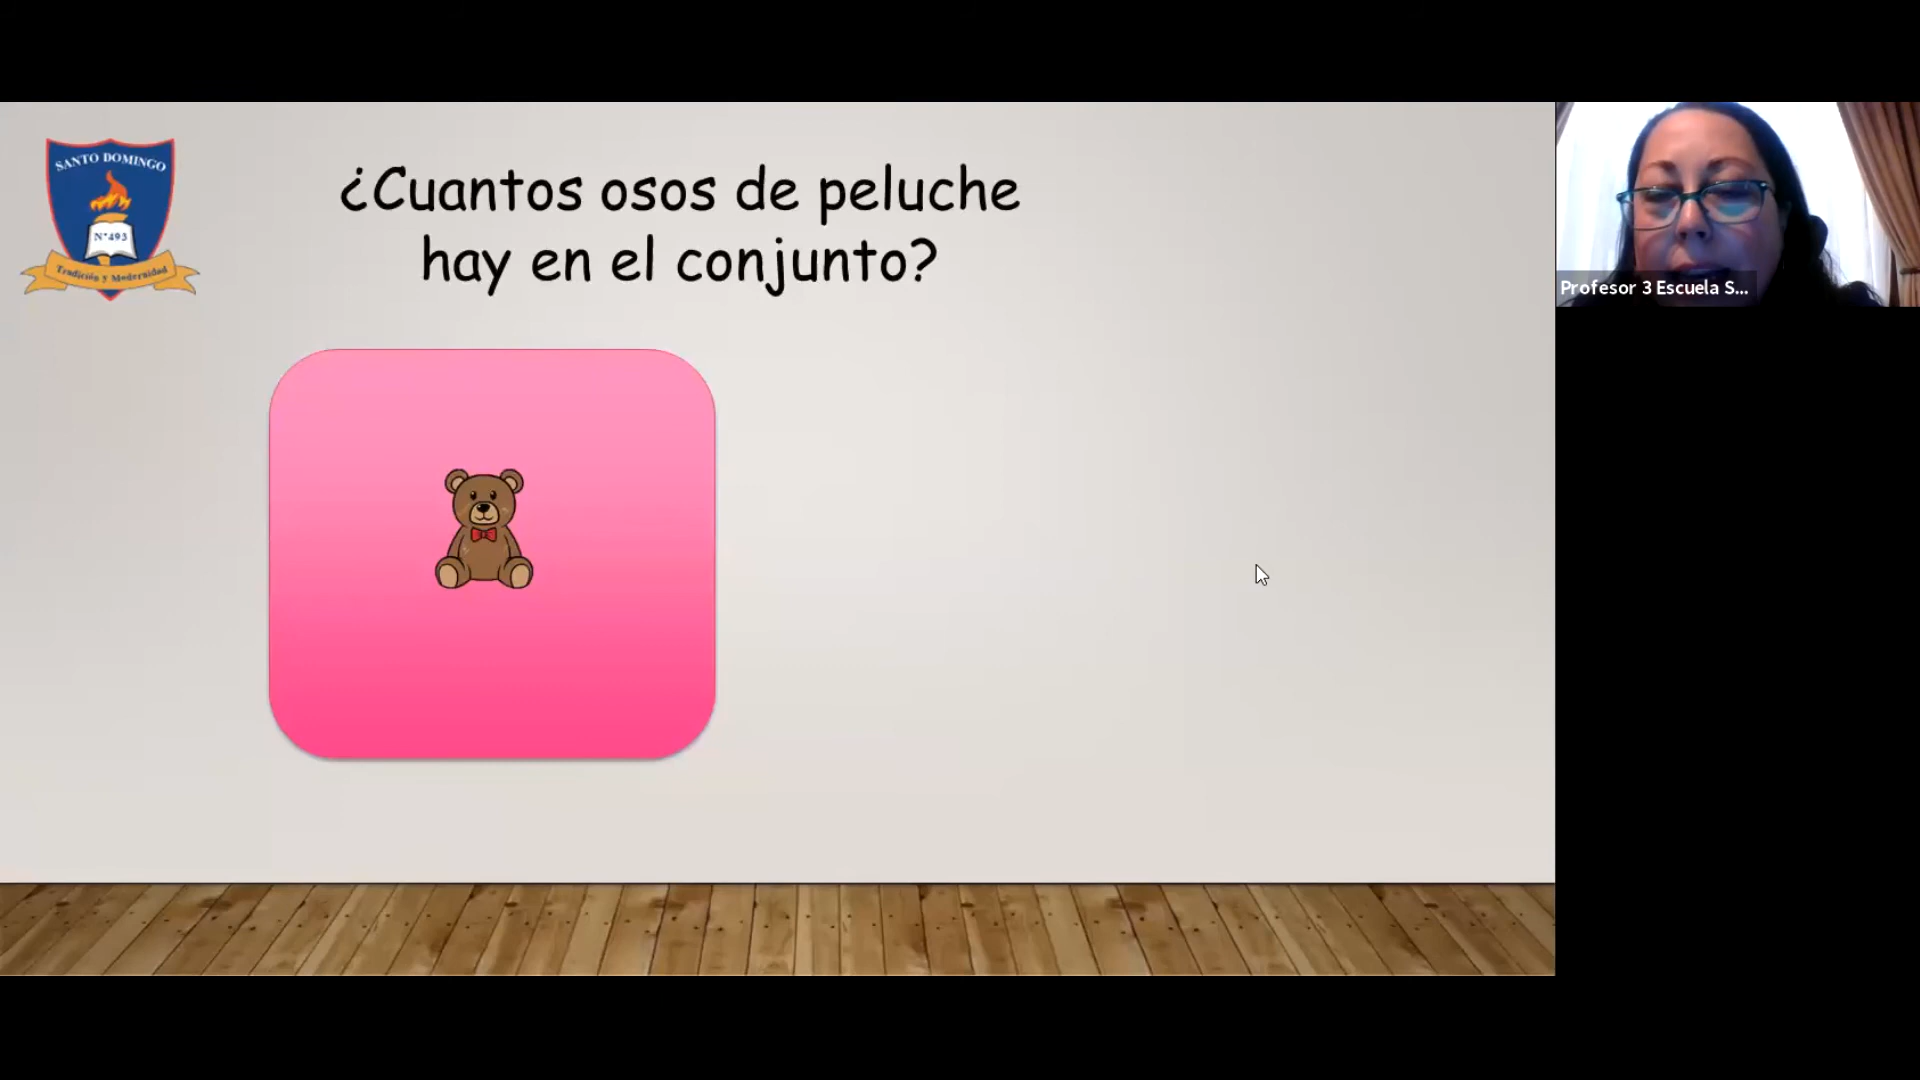 SANTO DOMINGO
N°493
Tradición y Modernidad
¿Cuantos osos de peluche
hay en el conjunto?
Profesor 3 Escuela S...